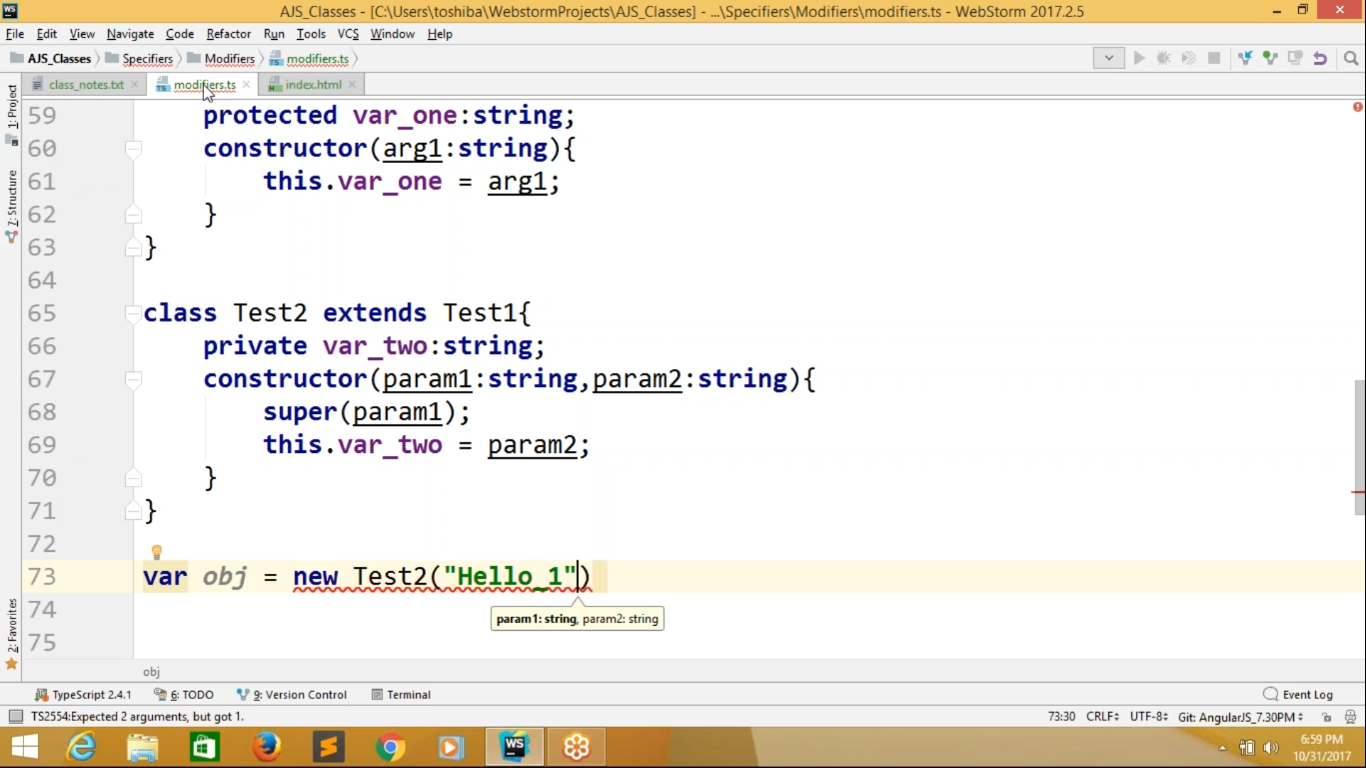 WS
AJS_Classes - [C:\Users\toshiba\WebstormProjects\AJS_Classes] - ...\Specifiers\Modifiers\modifiers.ts - WebStorm 2017.2.5
File Edit View Navigate Code Refactor Run Tools VCS Window Help
AJS_Classes Specifiers Modifiers modifiers.ts
class_notes.txt modifiers.ts index.html
1: Project
7: Structure
2: Favorites
59 protected var_one:string;
60 constructor(arg1:string){
61 this.var_one = arg1;
62 }
63 }
64
65 class Test2 extends Test1{
66 private var_two:string;
67 constructor(param1:string,param2:string){
68 super(param1);
69 this.var_two = param2;
70 }
71 }
72
73 var obj = new Test2("Hello_1")
param1: string, param2: string
74
75
obj
TypeScript 2.4.1 6: TODO 9: Version Control Terminal Event Log
TS2554:Expected 2 arguments, but got 1. 73:30 CRLF UTF-8 Git: AngularJS_7.30PM
WS
6:59 PM
10/31/2017